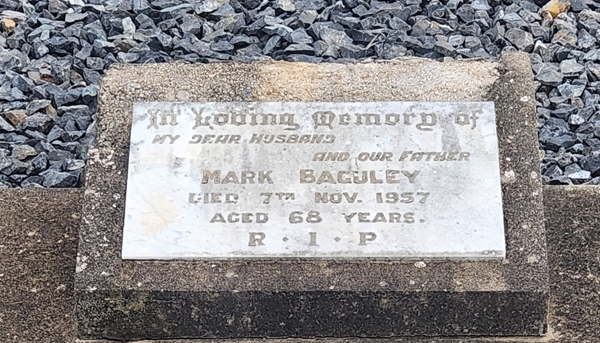 In Loving Memory of
MY DEAR HUSBAND
AND OUR FATHER
MARK BAGULEY
DIED 7TH NOV. 1957
AGED 68 YEARS.
R · I · P